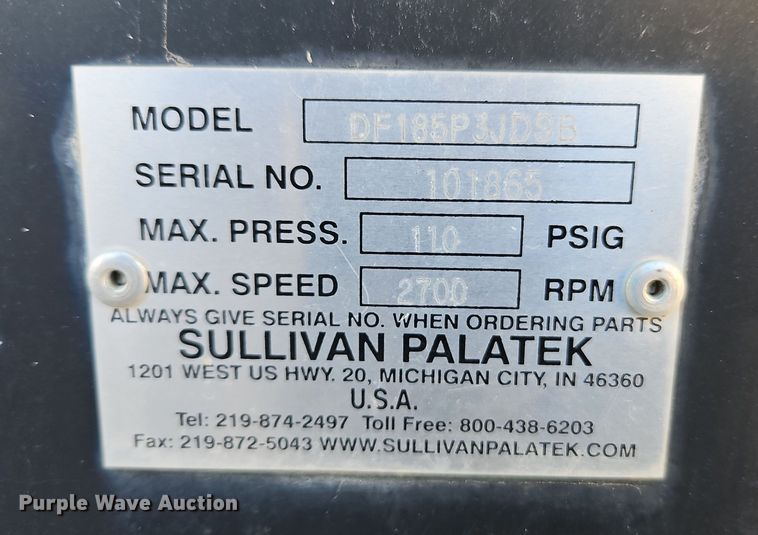 MODEL DF185P3JDSB
SERIAL NO. 101865
MAX. PRESS. 110 PSIG
MAX. SPEED 2700 RPM
ALWAYS GIVE SERIAL NO. WHEN ORDERING PARTS
SULLIVAN PALATEK
1201 WEST US HWY. 20, MICHIGAN CITY, IN 46360
U.S.A.
Tel: 219-874-2497 Toll Free: 800-438-6203
Fax: 219-872-5043 WWW.SULLIVANPALATEK.COM
Purple Wave Auction